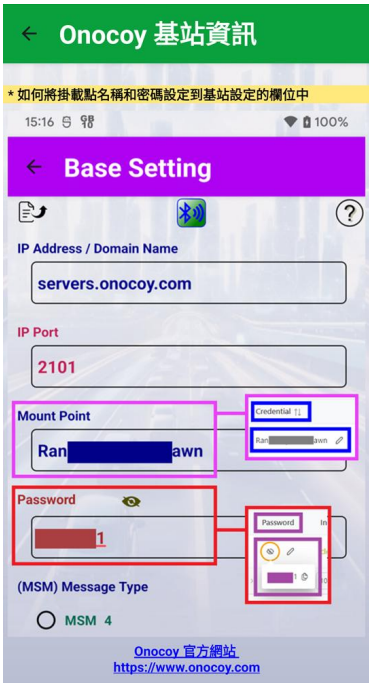 Onocoy 基站資訊
* 如何將掛載點名稱和密碼設定到基站設定的欄位中
15:16
100%
Base Setting
IP Address / Domain Name
servers.onocoy.com
IP Port
2101
Mount Point
Ran awn
Credential ↑↓
Ran awn
Password
1
Password In
1
(MSM) Message Type
MSM 4
Onocoy 官方網站
https://www.onocoy.com